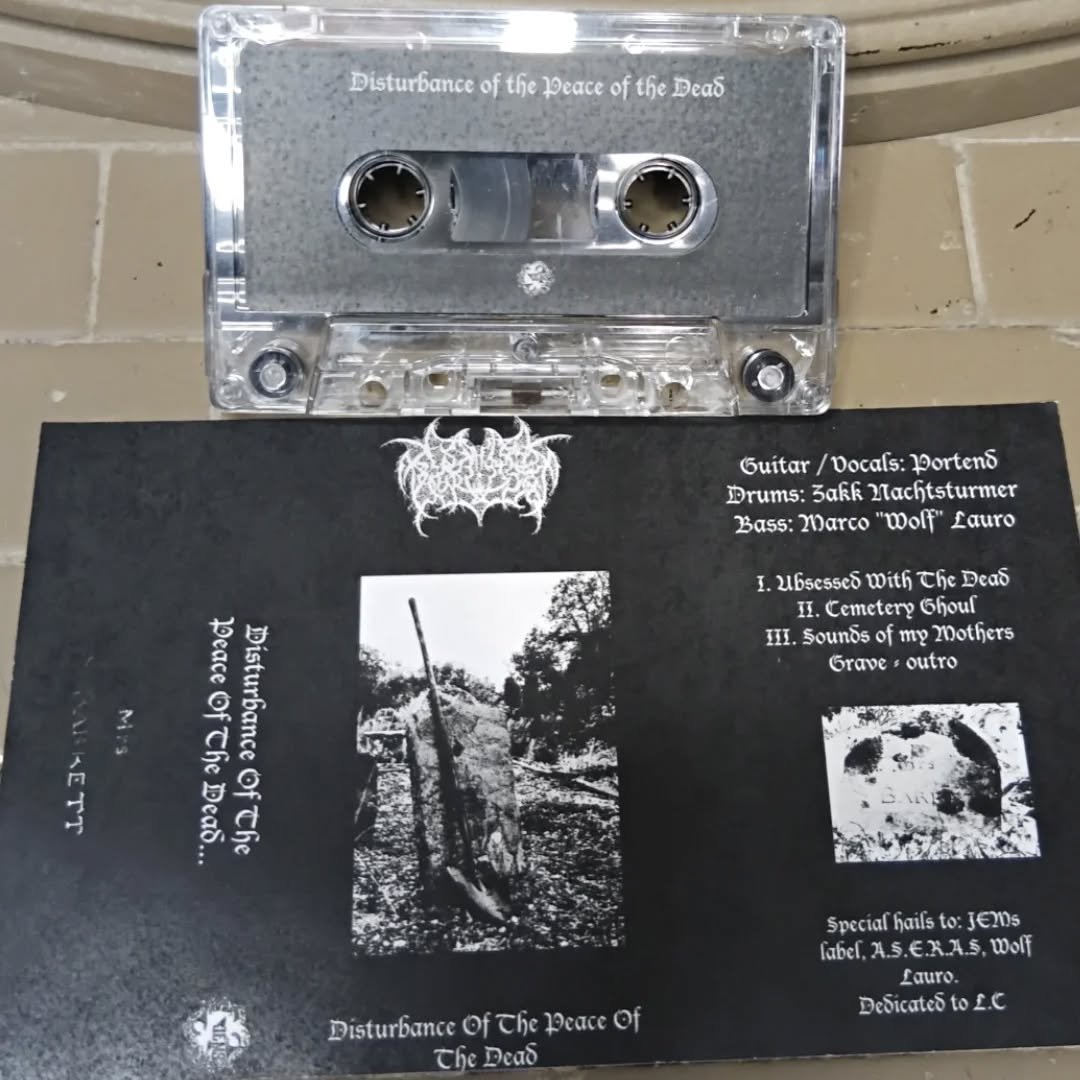 Disturbance of the Peace of the Dead
Guitar / Vocals: Portend
Drums: Zakk Nachtsturmer
Bass: Marco "Wolf" Lauro
I. Obsessed With The Dead
II. Cemetery Ghoul
III. Sounds of my Mothers
Grave - outro
Special hails to: JEMs
label, A.S.E.R.A.S, Wolf
Lauro.
Dedicated to L.C
Disturbance Of The Peace Of
The Dead
Disturbance Of The
Peace Of The Dead...